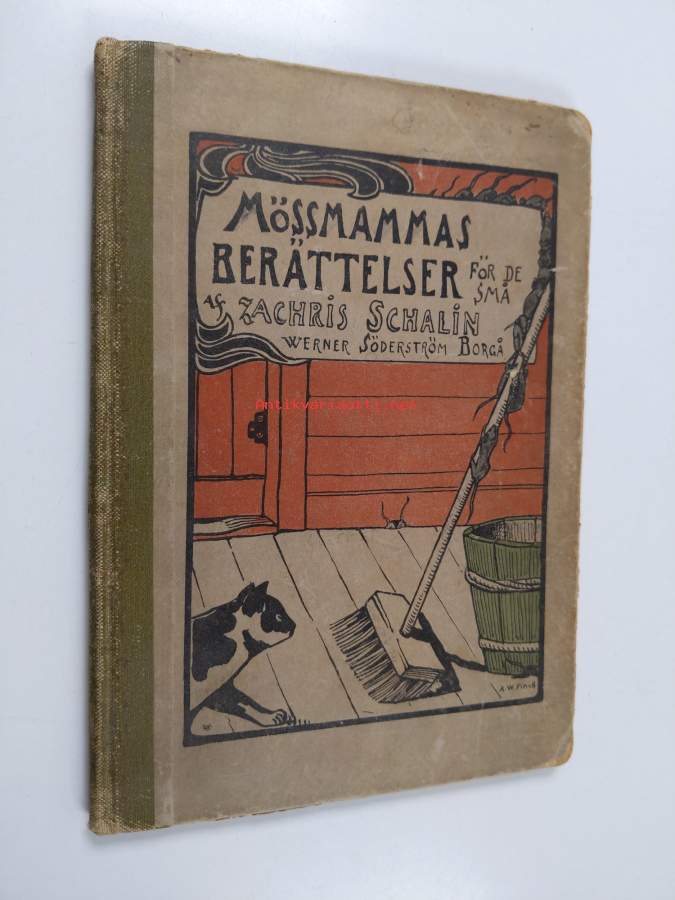 MÖSSMAMMAS
BERÄTTELSER FÖR DE SMÅ
AF ZACHRIS SCHALIN
WERNER SÖDERSTRÖM BORGÅ
Antikvariaatti.net
A.W. FINCH